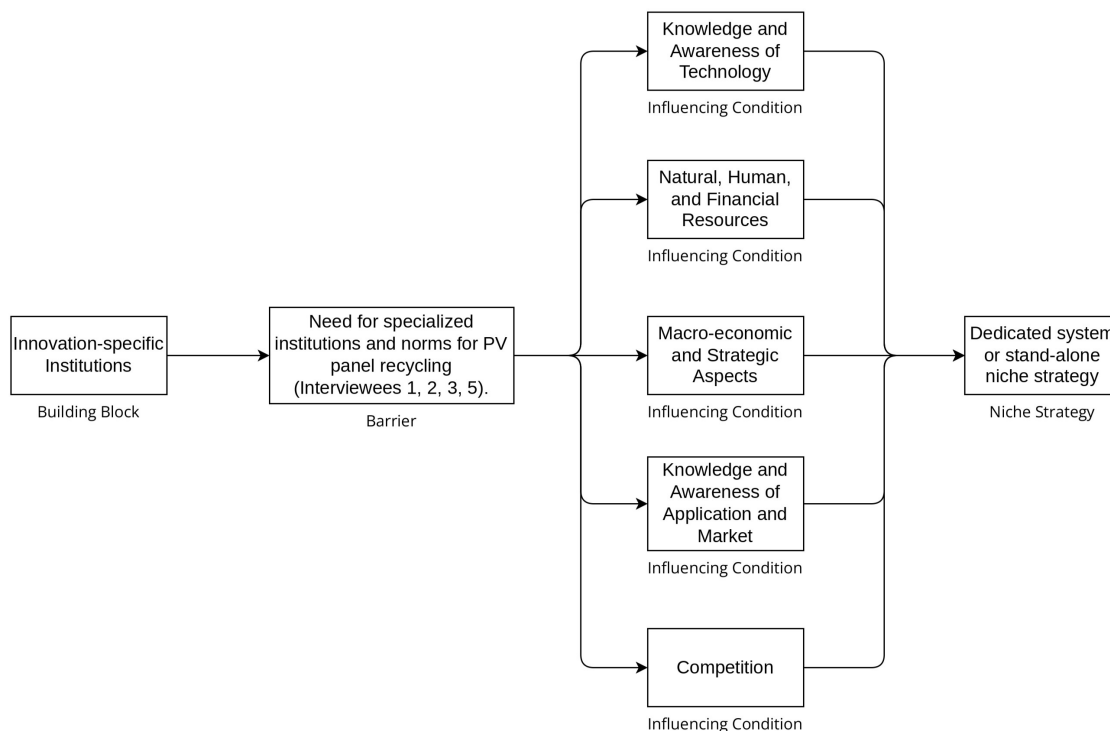 Knowledge and
Awareness of
Technology
Influencing Condition
Natural, Human,
and Financial
Resources
Influencing Condition
Innovation-specific
Institutions
Building Block
Need for specialized
institutions and norms for PV
panel recycling
(Interviewees 1, 2, 3, 5).
Barrier
Macro-economic
and Strategic
Aspects
Influencing Condition
Dedicated system
or stand-alone
niche strategy
Niche Strategy
Knowledge and
Awareness of
Application and
Market
Influencing Condition
Competition
Influencing Condition